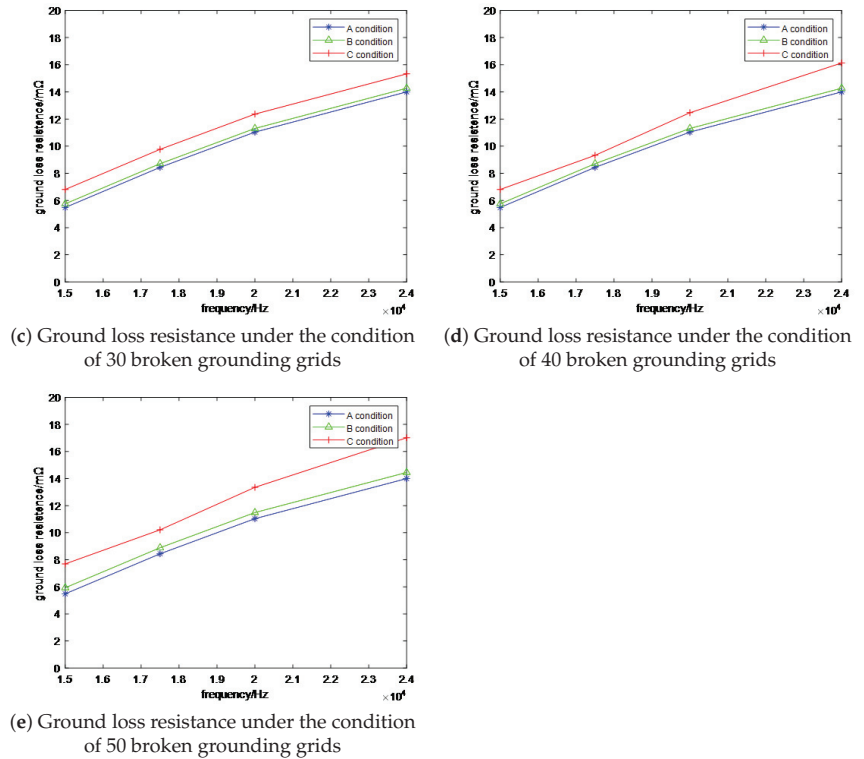 20
18
16
14
12
10
8
6
4
2
0
ground loss resistence/mΩ
A condition
B condition
C condition
1.5 1.6 1.7 1.8 1.9 2 2.1 2.2 2.3 2.4
frequency/Hz
×10⁴
(c) Ground loss resistance under the condition
of 30 broken grounding grids
20
18
16
14
12
10
8
6
4
2
0
ground loss resistence/mΩ
A condition
B condition
C condition
1.5 1.6 1.7 1.8 1.9 2 2.1 2.2 2.3 2.4
frequency/Hz
×10⁴
(d) Ground loss resistance under the condition
of 40 broken grounding grids
20
18
16
14
12
10
8
6
4
2
0
ground loss resistence/mΩ
A condition
B condition
C condition
1.5 1.6 1.7 1.8 1.9 2 2.1 2.2 2.3 2.4
frequency/Hz
×10⁴
(e) Ground loss resistance under the condition
of 50 broken grounding grids